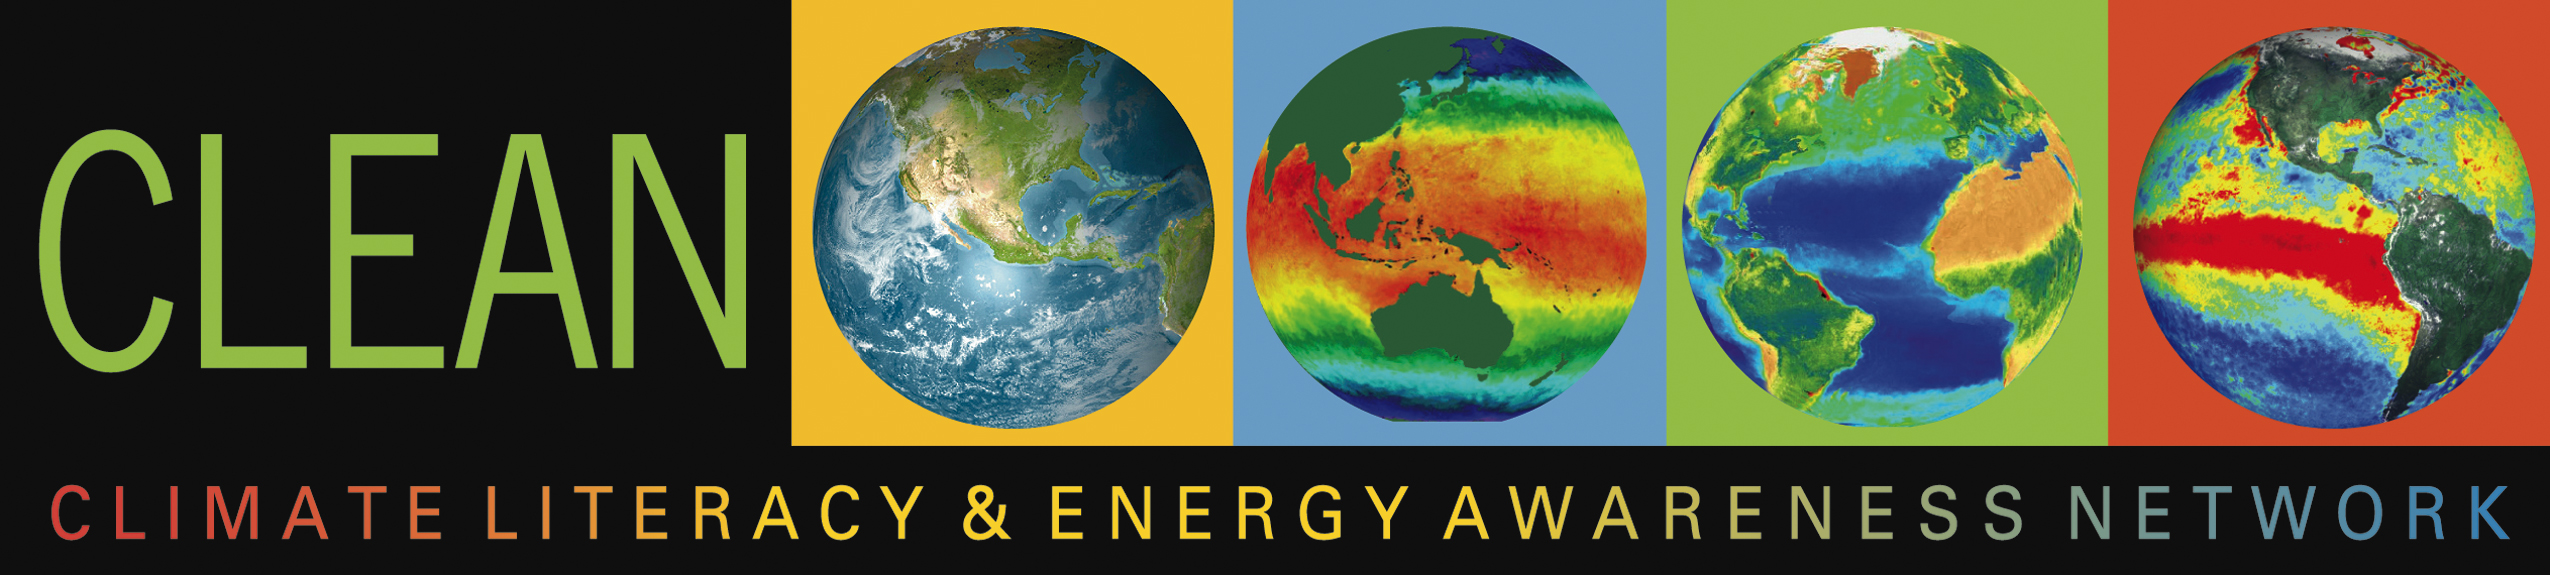 CLEAN
CLIMATE LITERACY & ENERGY AWARENESS NETWORK